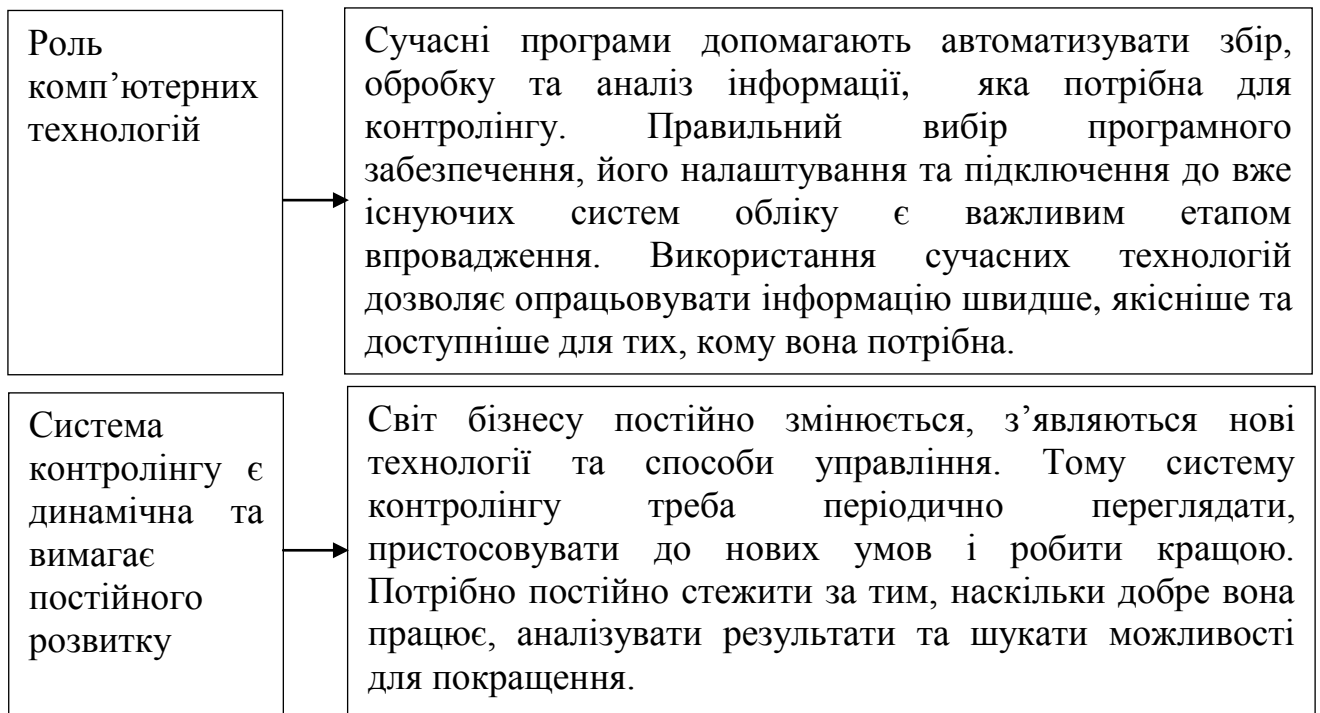 Роль
комп’ютерних
технологій
Сучасні програми допомагають автоматизувати збір,
обробку та аналіз інформації, яка потрібна для
контролінгу. Правильний вибір програмного
забезпечення, його налаштування та підключення до вже
існуючих систем обліку є важливим етапом
впровадження. Використання сучасних технологій
дозволяє опрацьовувати інформацію швидше, якісніше та
доступніше для тих, кому вона потрібна.
Система
контролінгу є
динамічна та
вимагає
постійного
розвитку
Світ бізнесу постійно змінюється, з’являються нові
технології та способи управління. Тому систему
контролінгу треба періодично переглядати,
пристосовувати до нових умов і робити кращою.
Потрібно постійно стежити за тим, наскільки добре вона
працює, аналізувати результати та шукати можливості
для покращення.